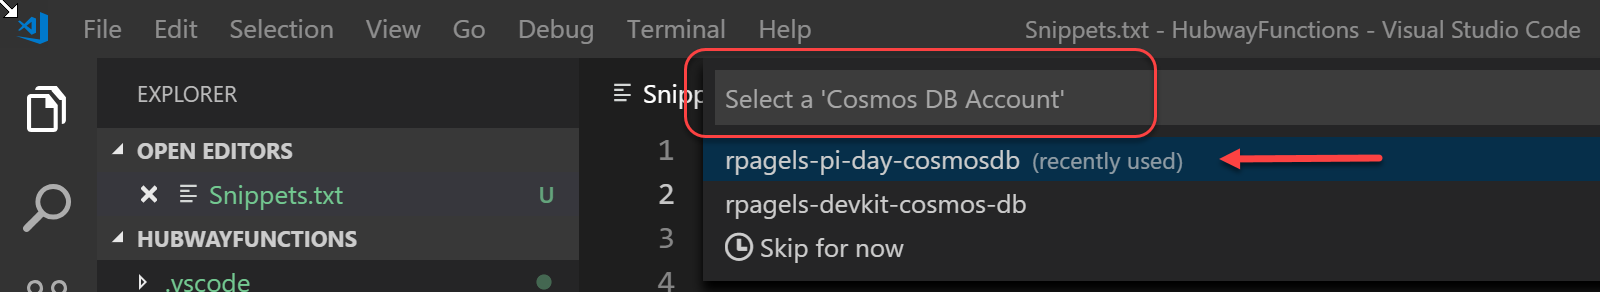 File Edit Selection View Go Debug Terminal Help Snippets.txt - HubwayFunctions - Visual Studio Code
EXPLORER
OPEN EDITORS
Snippets.txt U
HUBWAYFUNCTIONS
.vscode
Snipp
1
2
3
4
Select a 'Cosmos DB Account'
rpagels-pi-day-cosmosdb (recently used)
rpagels-devkit-cosmos-db
Skip for now